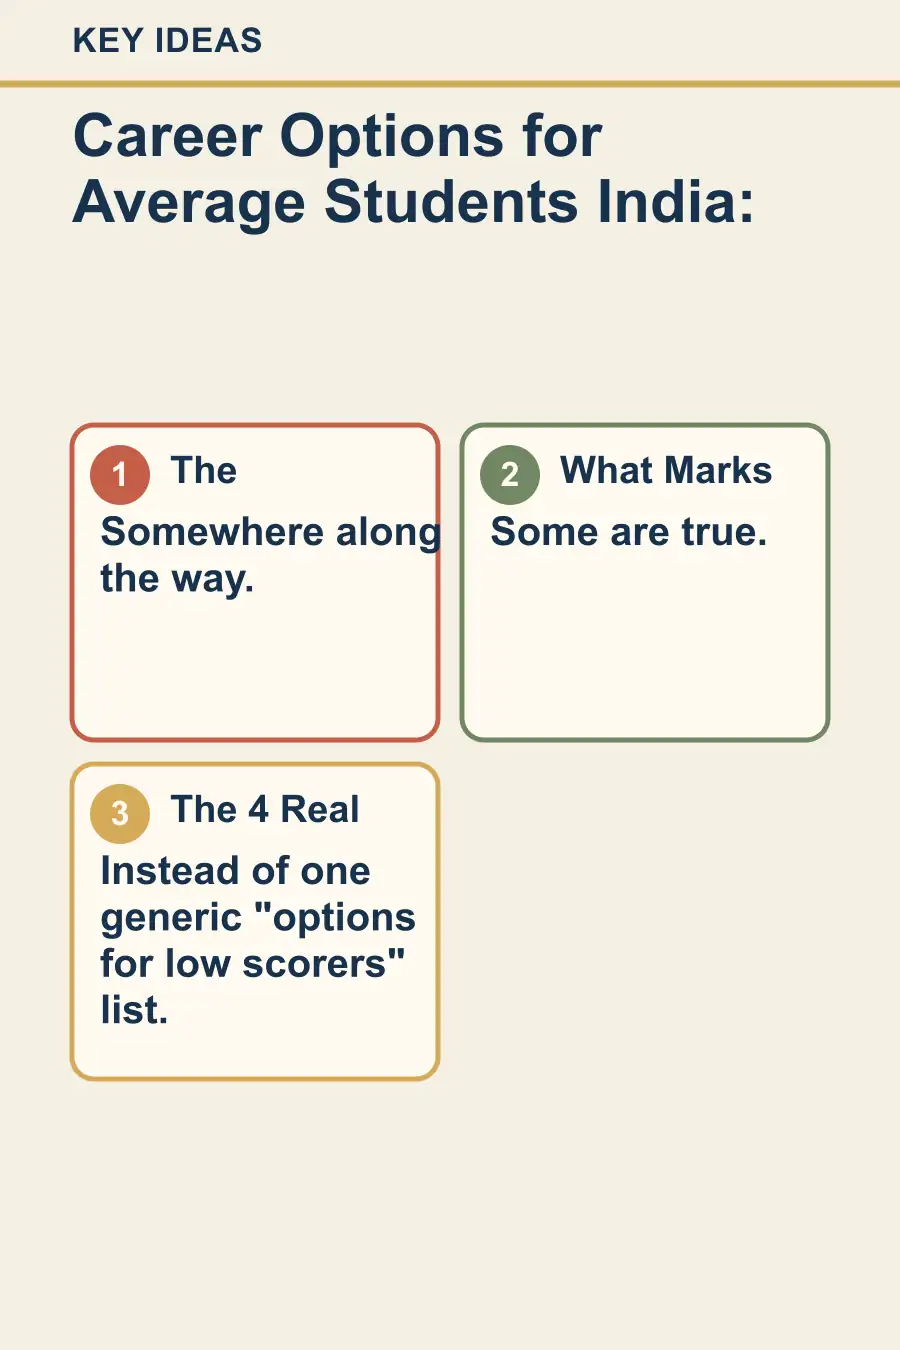 KEY IDEAS
Career Options for
Average Students India:
1 The
Somewhere along
the way.
2 What Marks
Some are true.
3 The 4 Real
Instead of one
generic "options
for low scorers"
list.